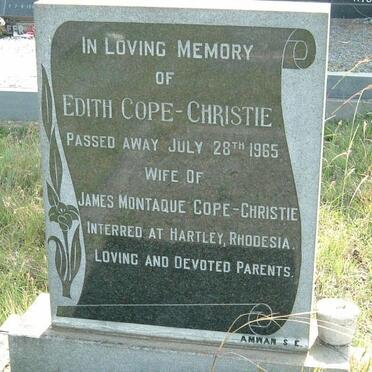 IN LOVING MEMORY
OF
EDITH COPE-CHRISTIE
PASSED AWAY JULY 28TH 1965
WIFE OF
JAMES MONTAQUE COPE-CHRISTIE
INTERRED AT HARTLEY, RHODESIA.
LOVING AND DEVOTED PARENTS.
AMWAN S.E.